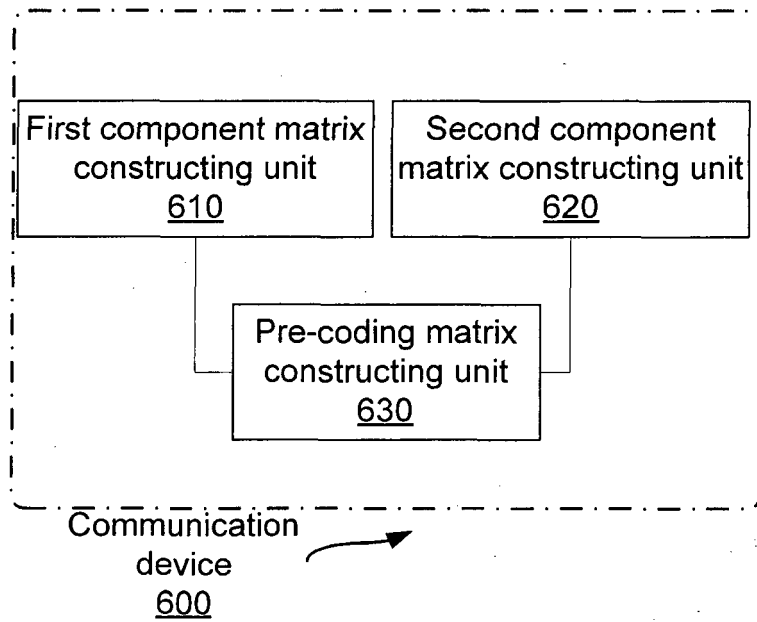 First component matrix
constructing unit
610
Second component
matrix constructing unit
620
Pre-coding matrix
constructing unit
630
Communication
device
600